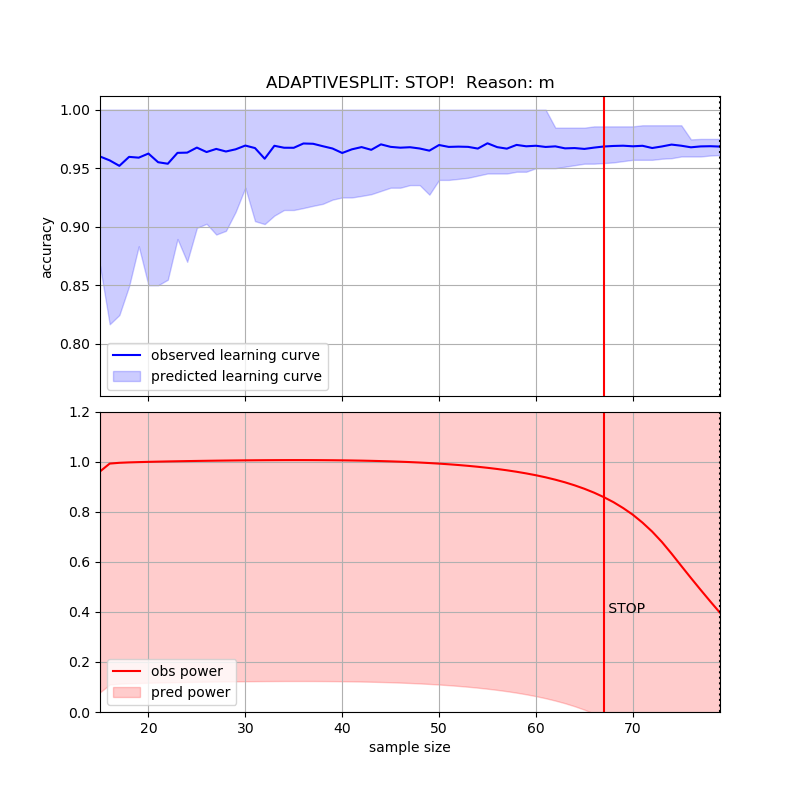 ADAPTIVESPLIT: STOP!  Reason: m
1.00
0.95
0.90
0.85
0.80
accuracy
observed learning curve
predicted learning curve
1.2
1.0
0.8
0.6
0.4
0.2
0.0
STOP
obs power
pred power
20 30 40 50 60 70
sample size